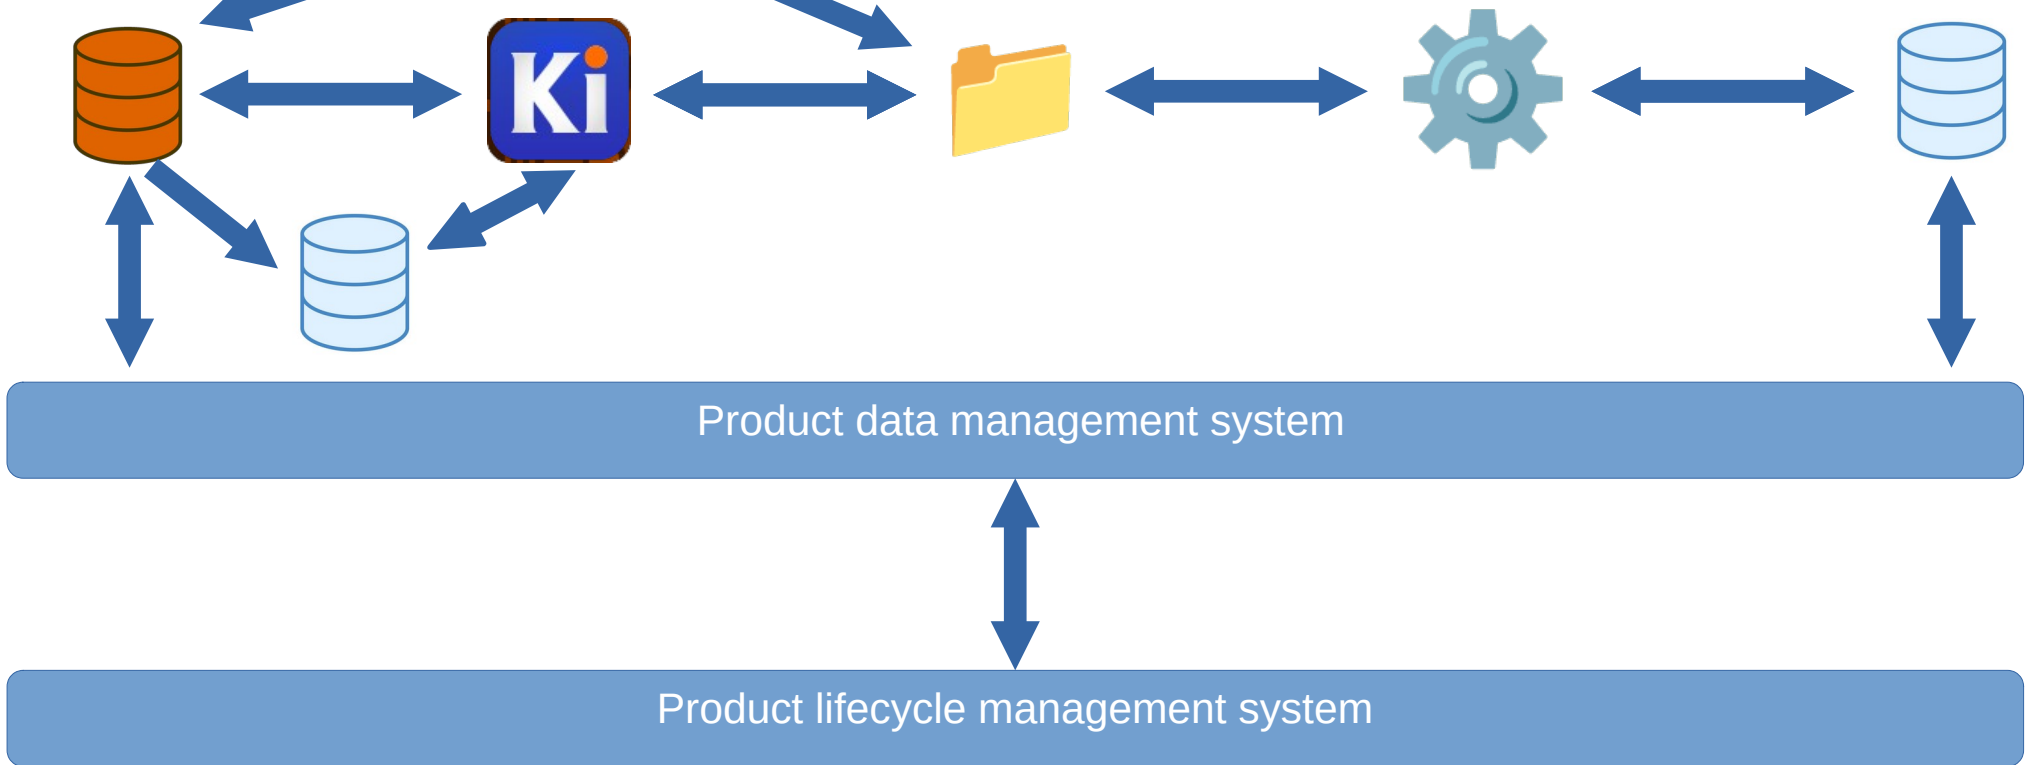 Ki
Product data management system
Product lifecycle management system